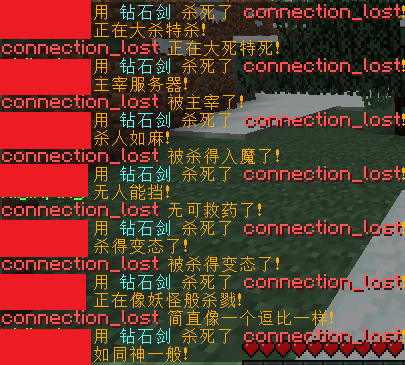 用 钻石剑 杀死了 connection_lost!
正在大杀特杀!
connection_lost 正在大死特死!
用 钻石剑 杀死了 connection_lost!
主宰服务器!
connection_lost 被主宰了!
用 钻石剑 杀死了 connection_lost!
杀人如麻!
connection_lost 被杀得入魔了!
用 钻石剑 杀死了 connection_lost!
无人能挡!
connection_lost 无可救药了!
用 钻石剑 杀死了 connection_lost!
杀得变态了!
connection_lost 被杀得变态了!
用 钻石剑 杀死了 connection_lost!
正在像妖怪般杀戮!
connection_lost 简直像一个逗比一样!
用 钻石剑 杀死了 connection_lost!
如同神一般!